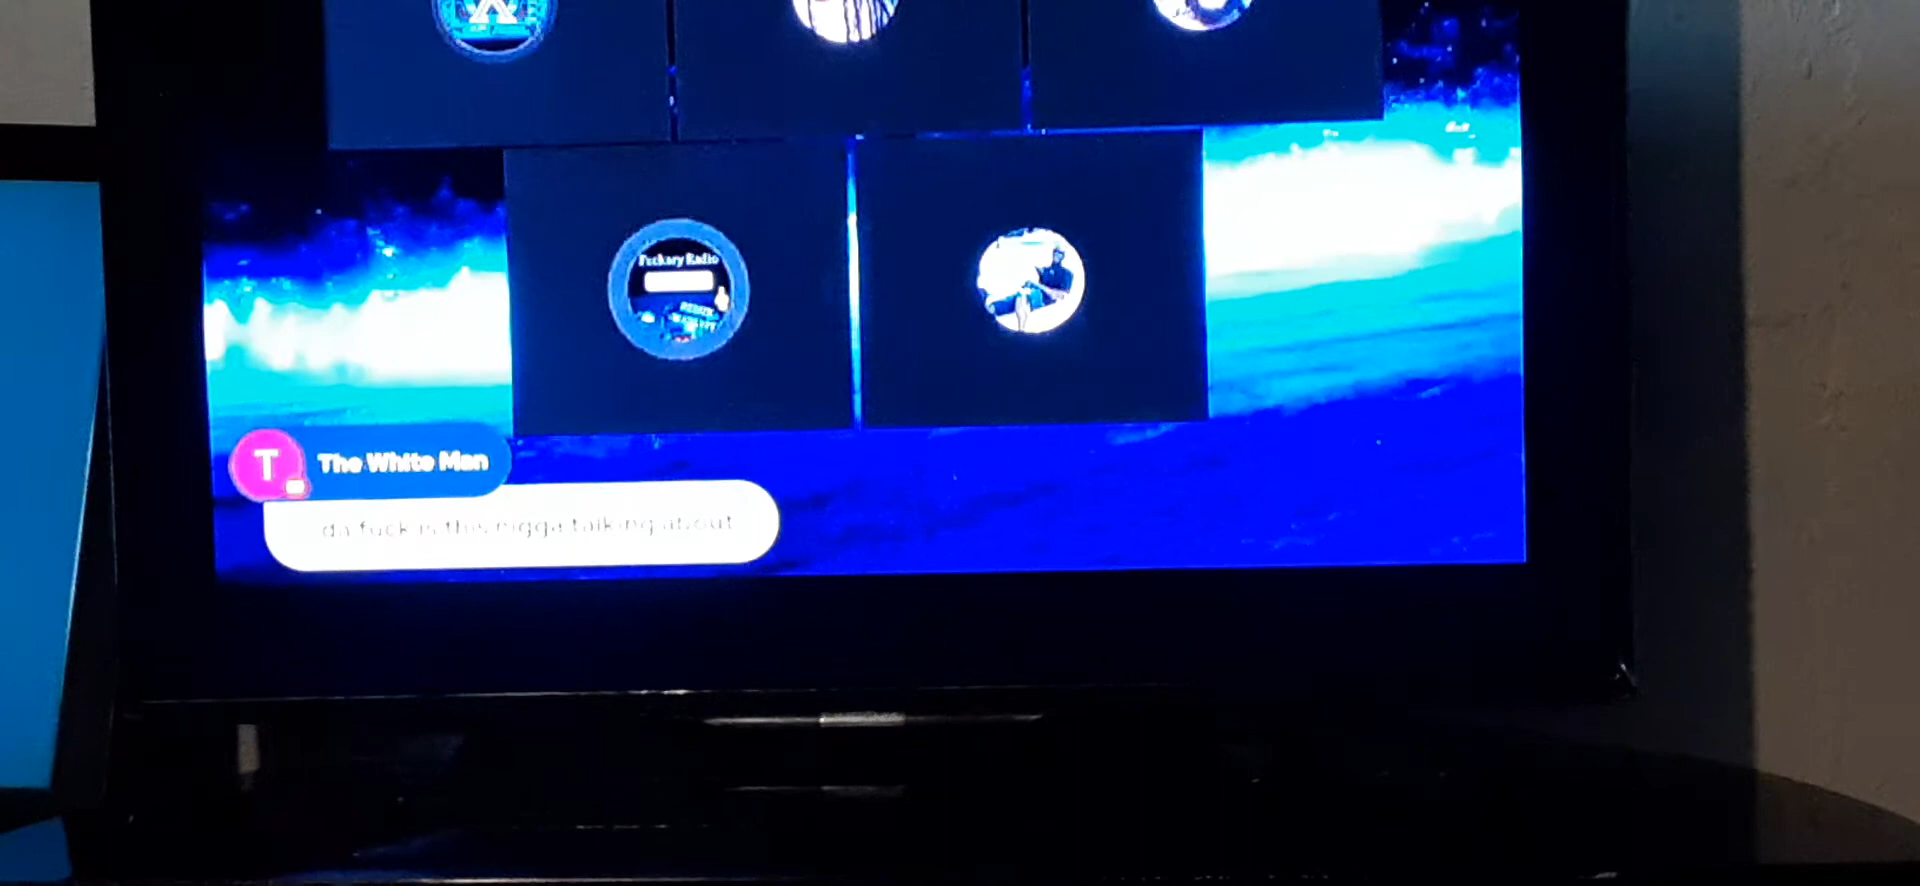 Fuckary Radio
T
The White Man
da fuck is this nigga talking about